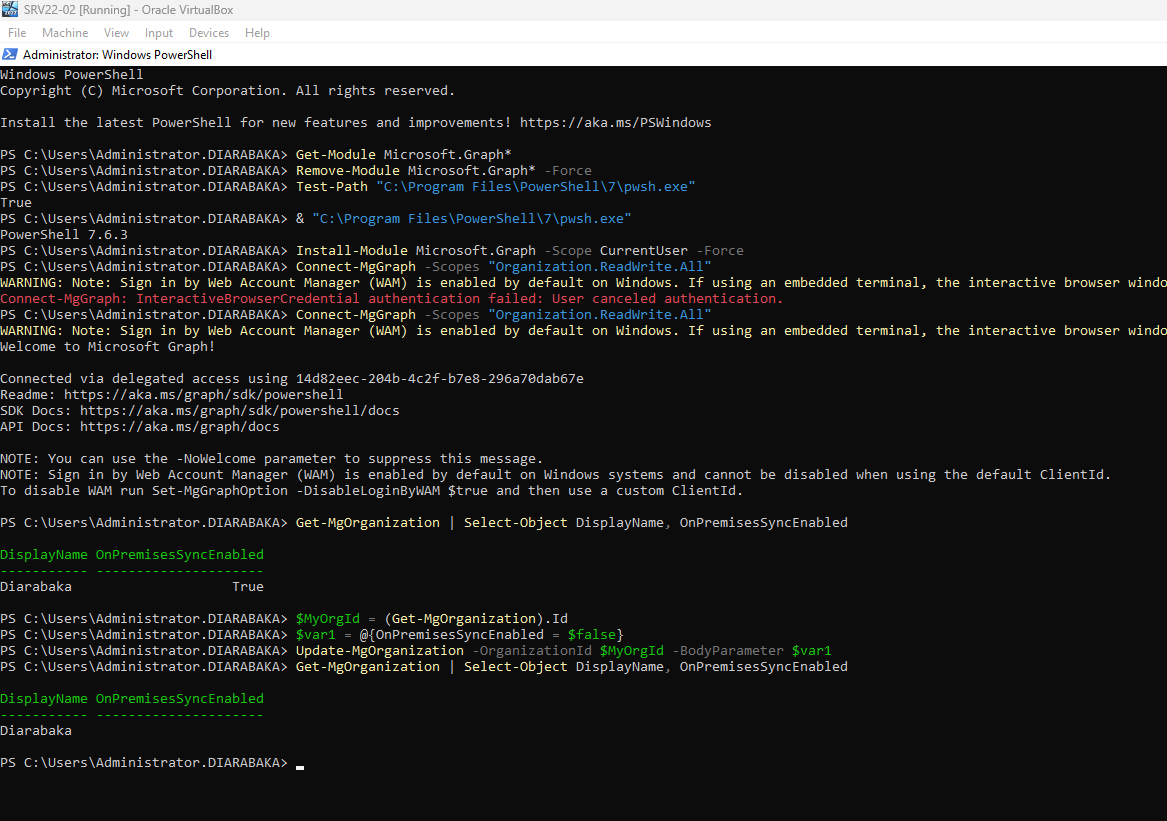 SRV22-02 [Running] - Oracle VirtualBox
File Machine View Input Devices Help
Administrator: Windows PowerShell
Windows PowerShell
Copyright (C) Microsoft Corporation. All rights reserved.
Install the latest PowerShell for new features and improvements! https://aka.ms/PSWindows
PS C:\Users\Administrator.DIARABAKA> Get-Module Microsoft.Graph*
PS C:\Users\Administrator.DIARABAKA> Remove-Module Microsoft.Graph* -Force
PS C:\Users\Administrator.DIARABAKA> Test-Path "C:\Program Files\PowerShell\7\pwsh.exe"
True
PS C:\Users\Administrator.DIARABAKA> & "C:\Program Files\PowerShell\7\pwsh.exe"
PowerShell 7.6.3
PS C:\Users\Administrator.DIARABAKA> Install-Module Microsoft.Graph -Scope CurrentUser -Force
PS C:\Users\Administrator.DIARABAKA> Connect-MgGraph -Scopes "Organization.ReadWrite.All"
WARNING: Note: Sign in by Web Account Manager (WAM) is enabled by default on Windows. If using an embedded terminal, the interactive browser windo
Connect-MgGraph: InteractiveBrowserCredential authentication failed: User canceled authentication.
PS C:\Users\Administrator.DIARABAKA> Connect-MgGraph -Scopes "Organization.ReadWrite.All"
WARNING: Note: Sign in by Web Account Manager (WAM) is enabled by default on Windows. If using an embedded terminal, the interactive browser windo
Welcome to Microsoft Graph!
Connected via delegated access using 14d82eec-204b-4c2f-b7e8-296a70dab67e
Readme: https://aka.ms/graph/sdk/powershell
SDK Docs: https://aka.ms/graph/sdk/powershell/docs
API Docs: https://aka.ms/graph/docs
NOTE: You can use the -NoWelcome parameter to suppress this message.
NOTE: Sign in by Web Account Manager (WAM) is enabled by default on Windows systems and cannot be disabled when using the default ClientId.
To disable WAM run Set-MgGraphOption -DisableLoginByWAM $true and then use a custom ClientId.
PS C:\Users\Administrator.DIARABAKA> Get-MgOrganization | Select-Object DisplayName, OnPremisesSyncEnabled
DisplayName OnPremisesSyncEnabled
----------- ---------------------
Diarabaka True
PS C:\Users\Administrator.DIARABAKA> $MyOrgId = (Get-MgOrganization).Id
PS C:\Users\Administrator.DIARABAKA> $var1 = @{OnPremisesSyncEnabled = $false}
PS C:\Users\Administrator.DIARABAKA> Update-MgOrganization -OrganizationId $MyOrgId -BodyParameter $var1
PS C:\Users\Administrator.DIARABAKA> Get-MgOrganization | Select-Object DisplayName, OnPremisesSyncEnabled
DisplayName OnPremisesSyncEnabled
----------- ---------------------
Diarabaka
PS C:\Users\Administrator.DIARABAKA>